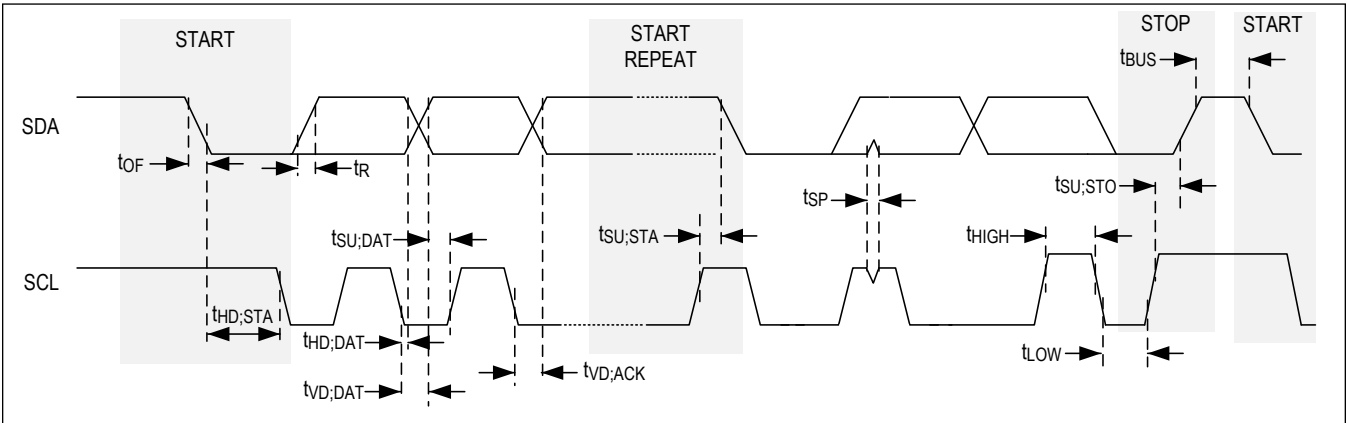 START
START
REPEAT
STOP
START
tBUS
SDA
tOF
tR
tSP
tSU;STO
tSU;DAT
tSU;STA
tHIGH
SCL
tHD;STA
tHD;DAT
tLOW
tVD;DAT
tVD;ACK